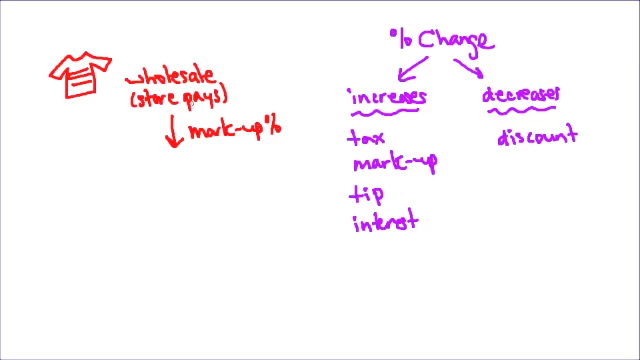 wholesale
(store pays)
mark-up %
% Change
increases
decreases
tax
discount
mark-up
tip
interest